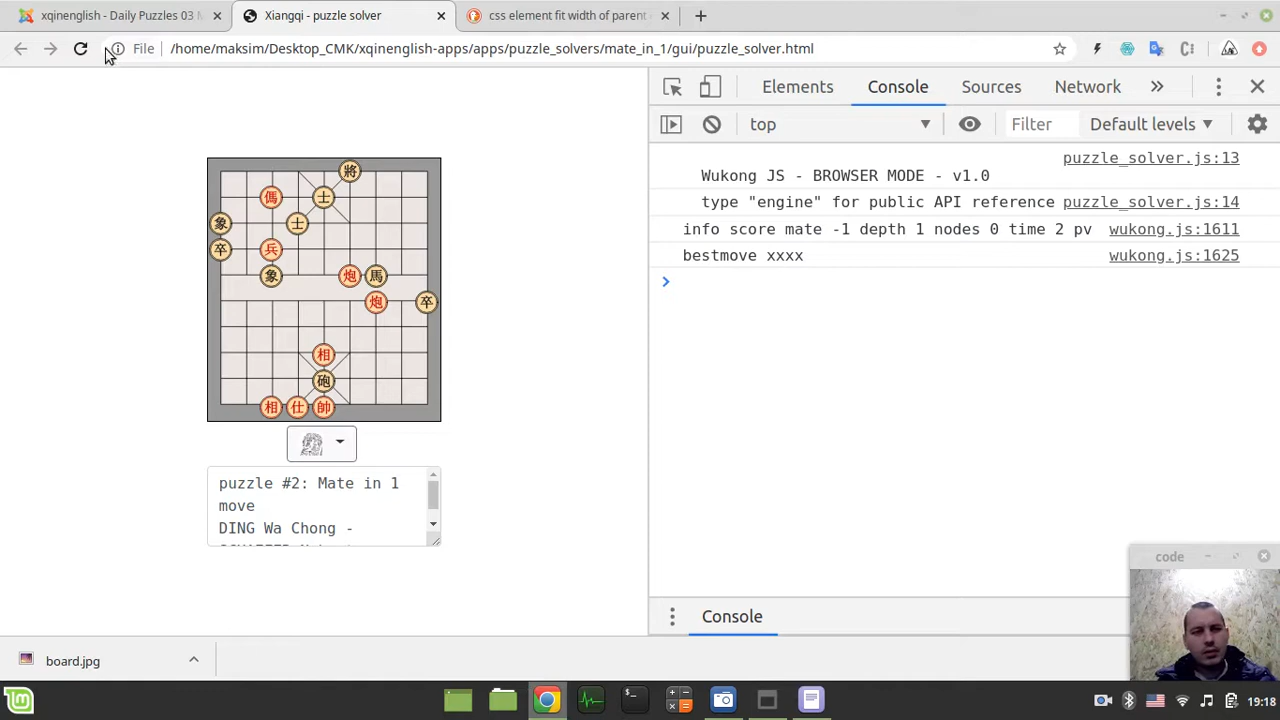 xqinenglish - Daily Puzzles 03 M
Xiangqi - puzzle solver
css element fit width of parent
File /home/maksim/Desktop_CMK/xqinenglish-apps/apps/puzzle_solvers/mate_in_1/gui/puzzle_solver.html
Elements Console Sources Network
top Filter Default levels
puzzle_solver.js:13
Wukong JS - BROWSER MODE - v1.0
type "engine" for public API reference puzzle_solver.js:14
info score mate -1 depth 1 nodes 0 time 2 pv wukong.js:1611
bestmove xxxx wukong.js:1625
將
傌 士
象 士
卒 兵
象 炮 馬
炮 卒
相
砲
相 仕 帥
puzzle #2: Mate in 1
move
DING Wa Chong -
code
Console
board.jpg
19:18